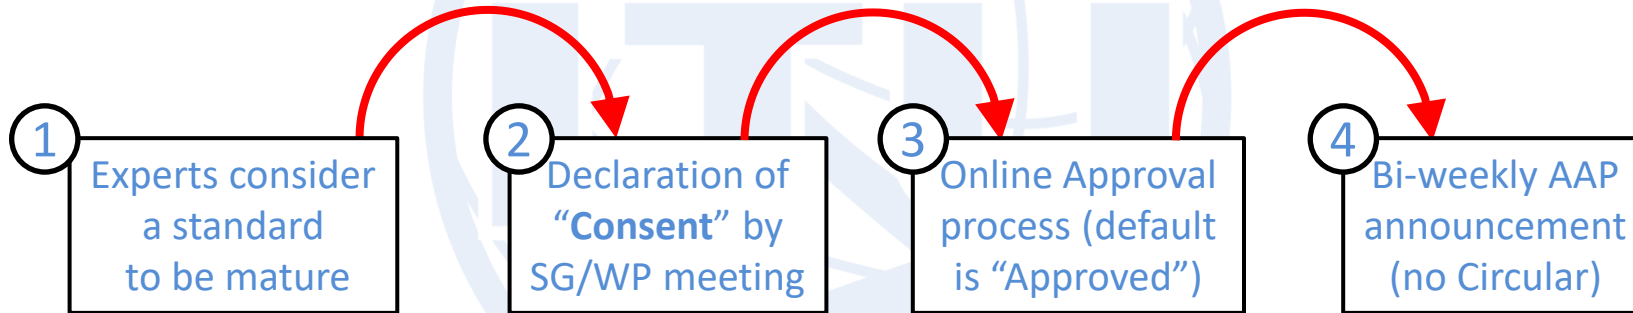 1
Experts consider
a standard
to be mature
2
Declaration of
“Consent” by
SG/WP meeting
3
Online Approval
process (default
is “Approved”)
4
Bi-weekly AAP
announcement
(no Circular)
ITU